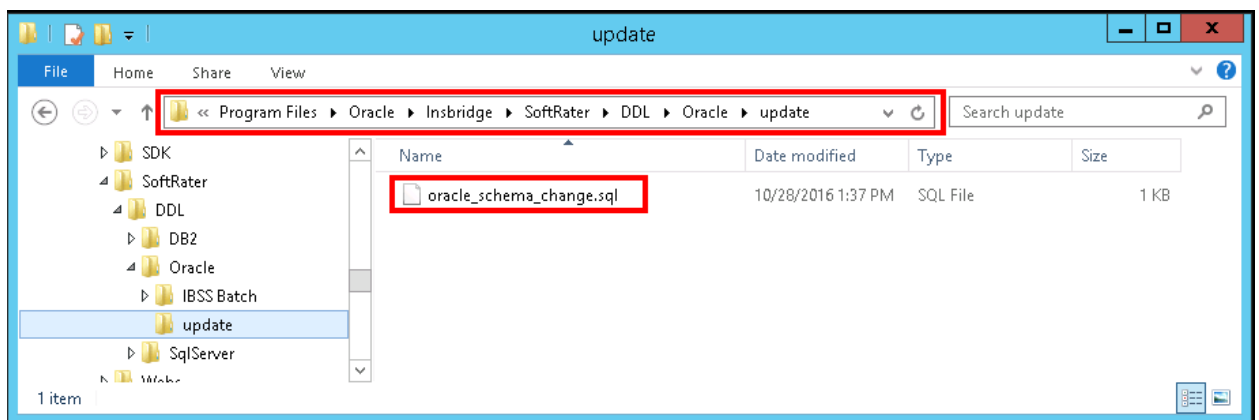 update
File Home Share View
« Program Files Oracle Insbridge SoftRater DDL Oracle update
Search update
SDK
SoftRater
DDL
DB2
Oracle
IBSS Batch
update
SqlServer
Name Date modified Type Size
oracle_schema_change.sql 10/28/2016 1:37 PM SQL File 1 KB
1 item